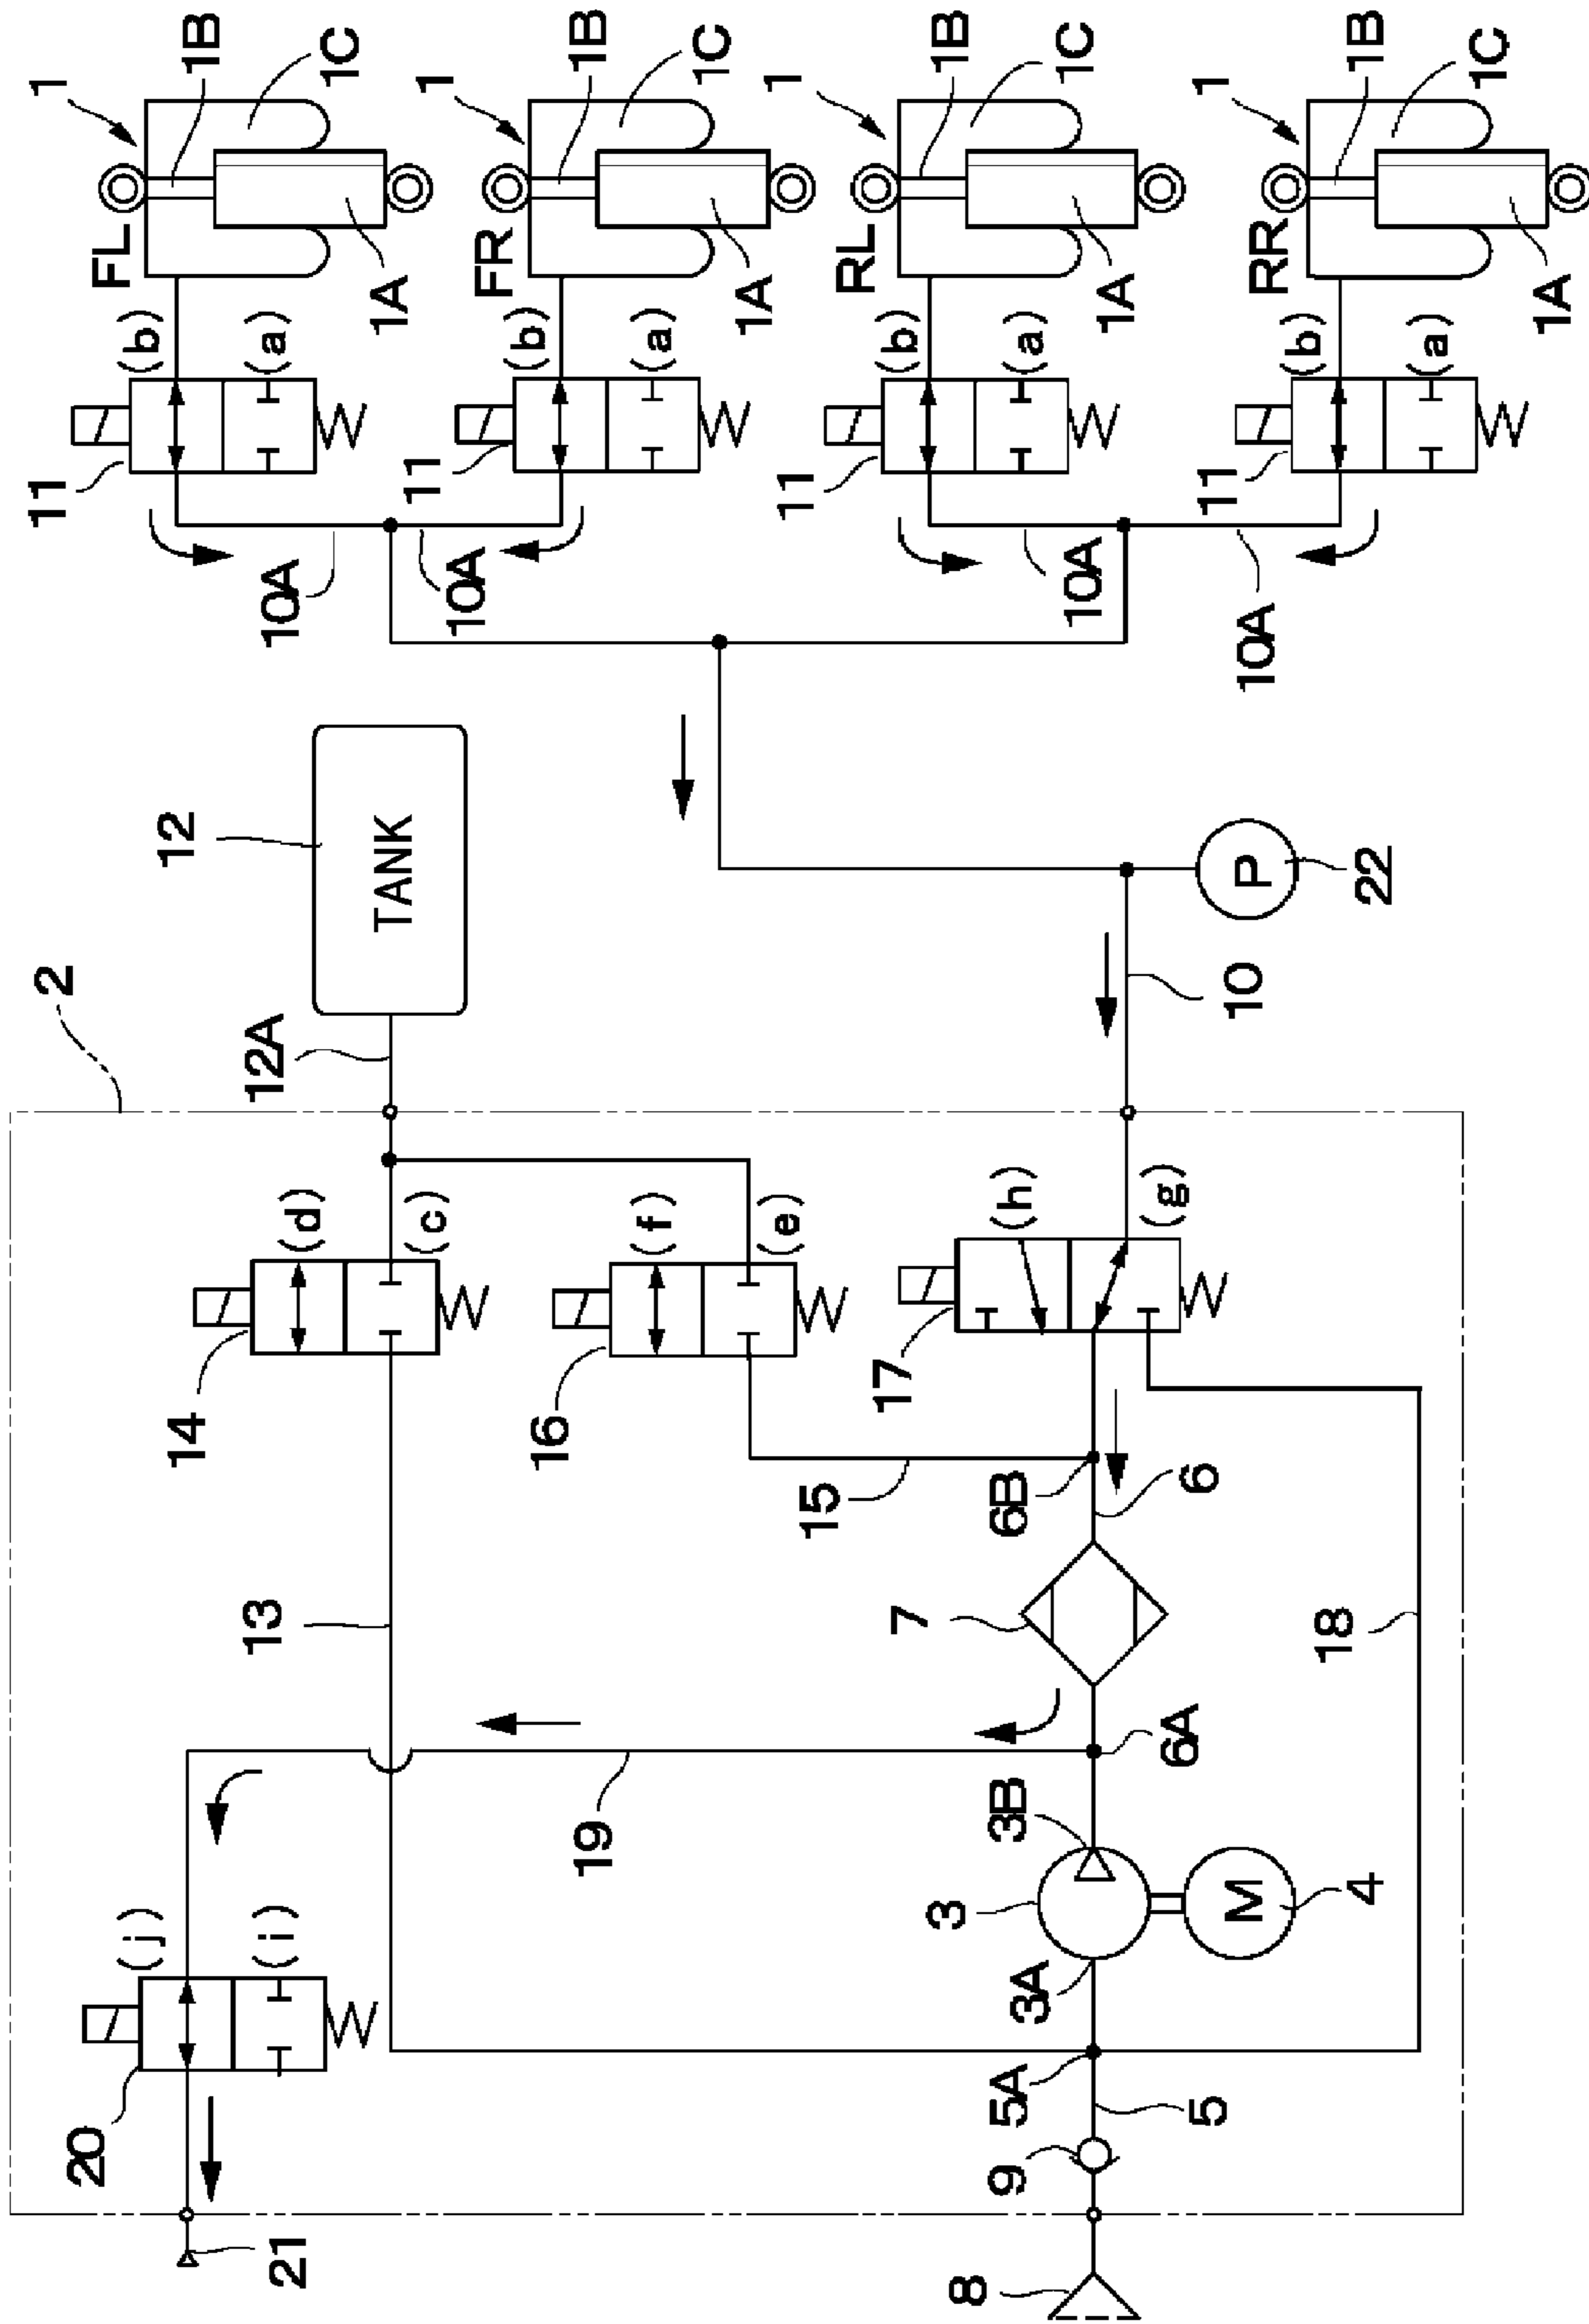 1
1B
1C
FL
1A
(b)
(a)
11
10A
1
1B
1C
FR
1A
(b)
(a)
11
10A
1
1B
1C
RL
1A
(b)
(a)
11
10A
1
1B
1C
RR
1A
(b)
(a)
11
10A
12
TANK
12A
2
P
22
10
(d)
(c)
14
(f)
(e)
16
(h)
(g)
17
15
6B
6
13
7
18
6A
19
3B
3
3A
M
4
(j)
(i)
20
5A
5
9
21
8